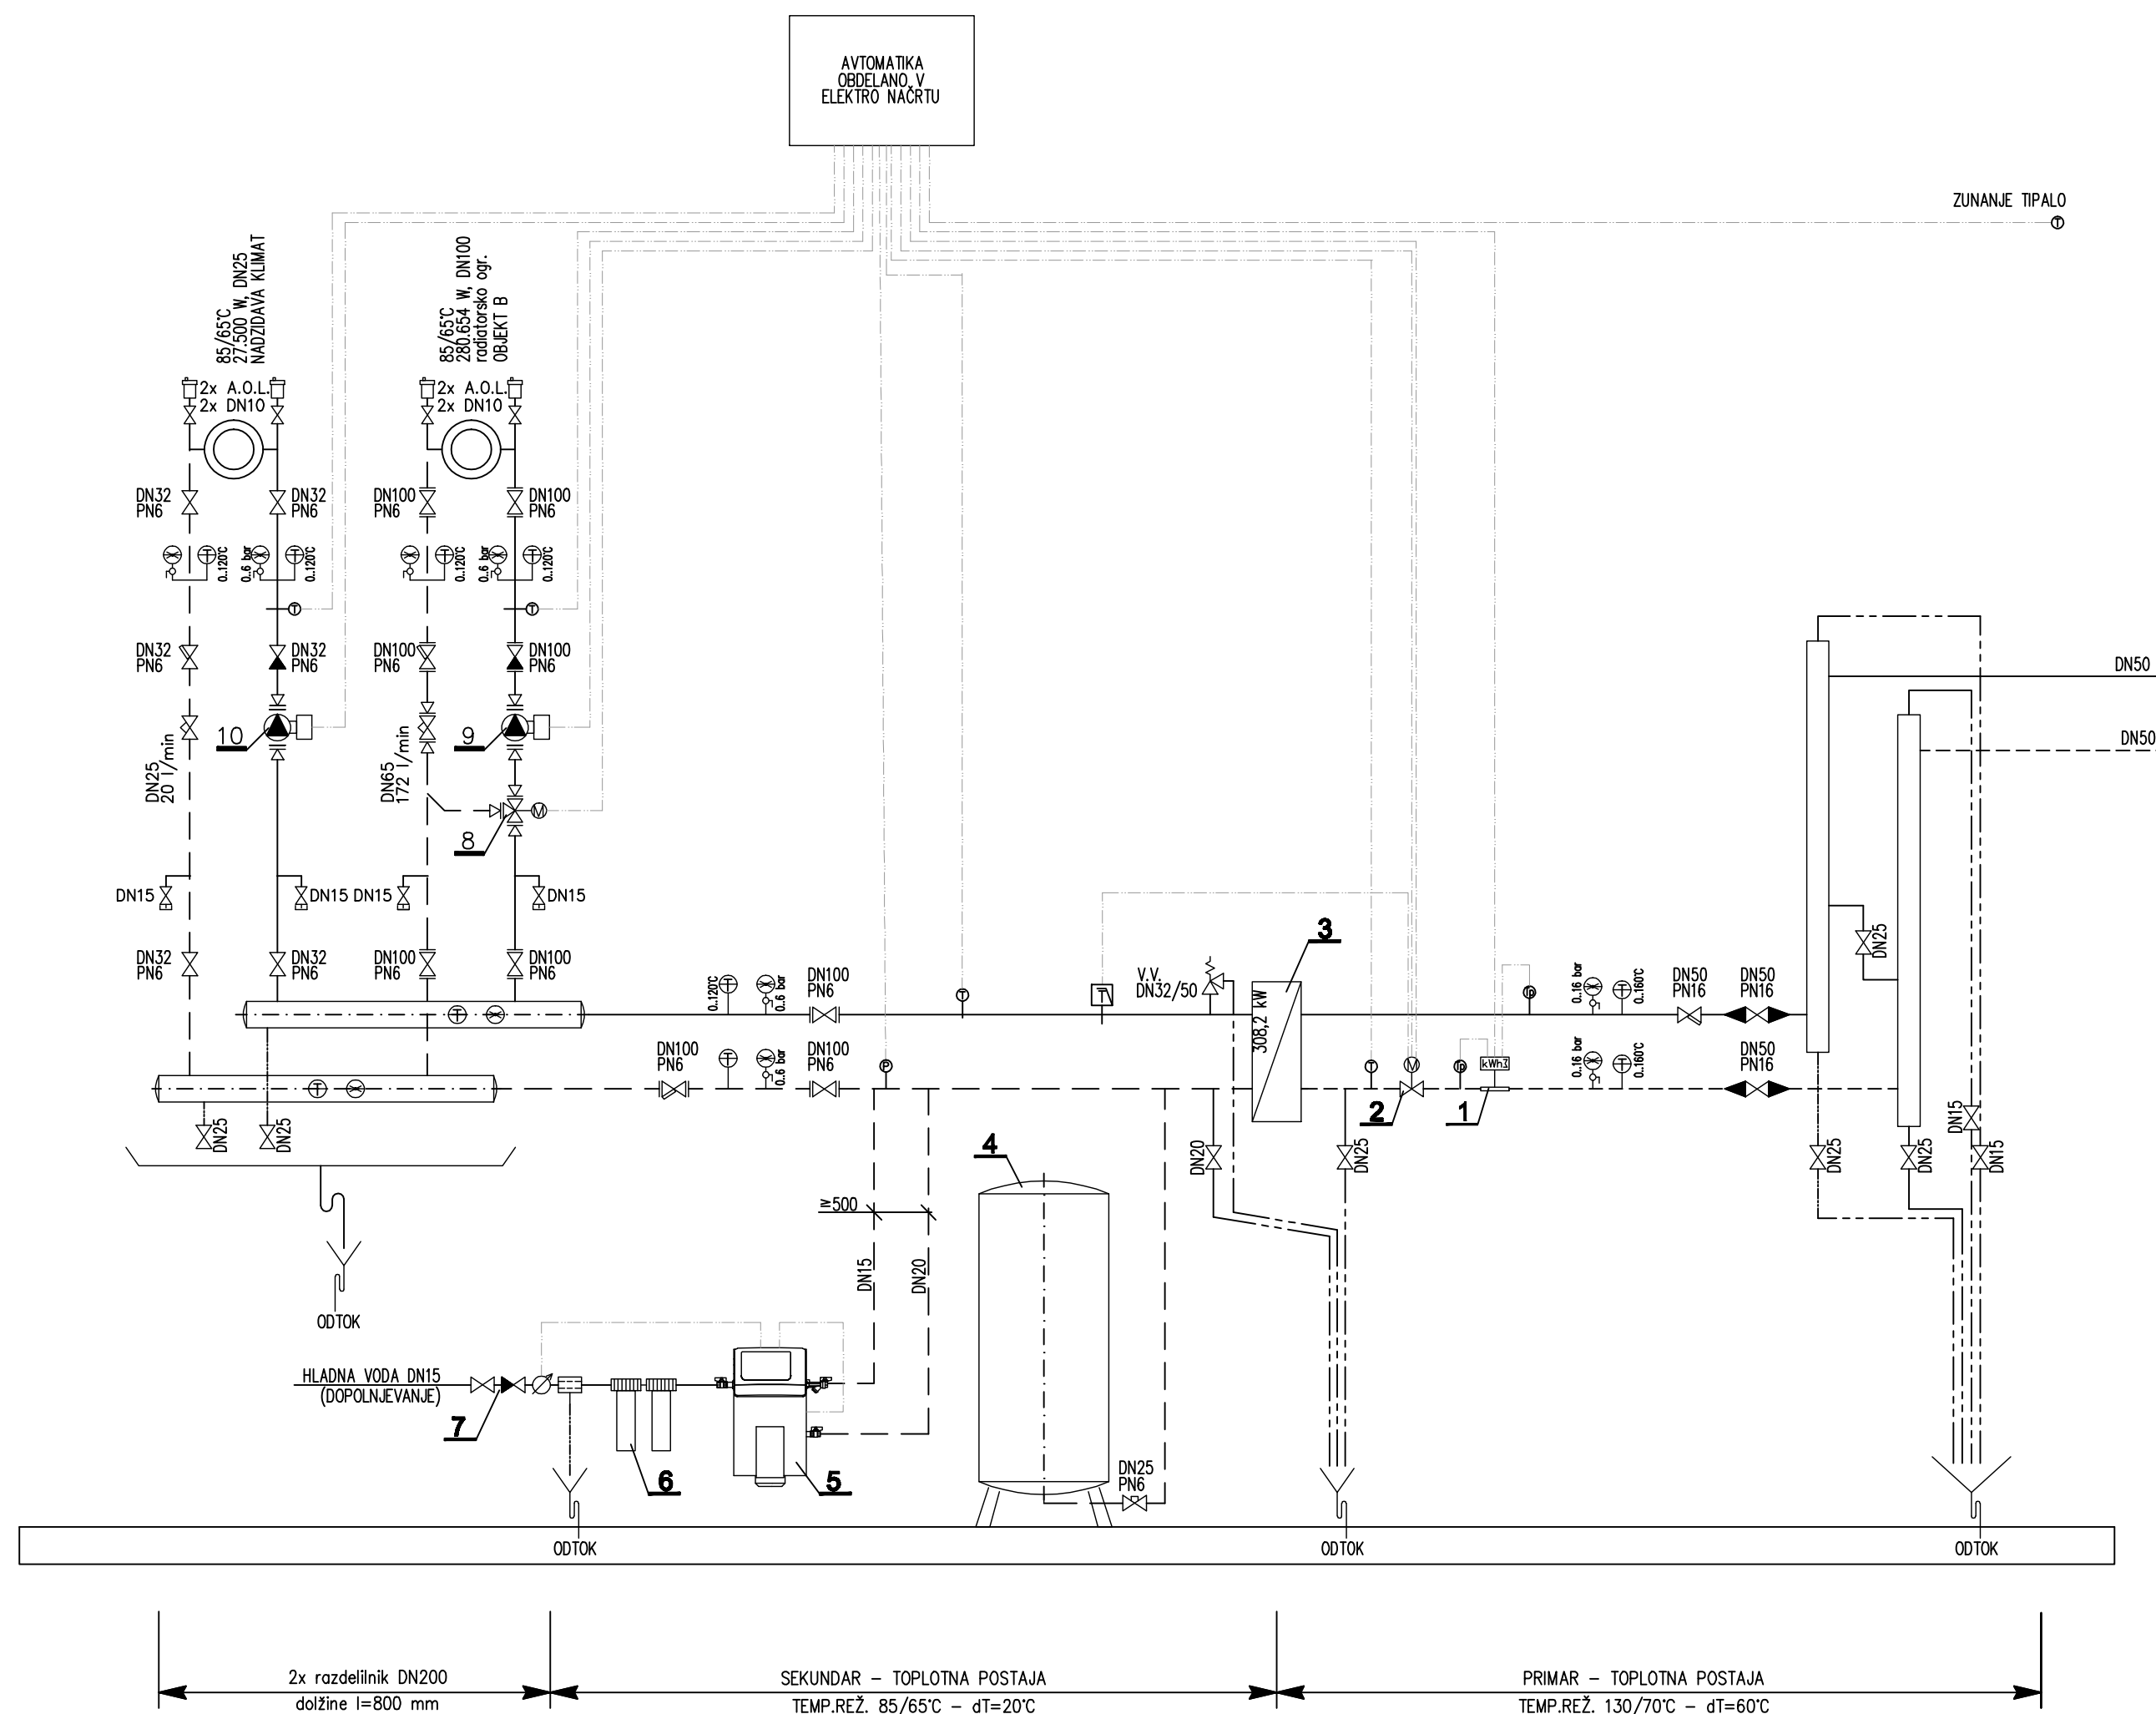 AVTOMATIKA
OBDELANO V
ELEKTRO NAČRTU
ZUNANJE TIPALO
T
85/65°C
27.500 W, DN25
NADZIDAVA KLIMAT
85/65°C
280.654 W, DN100
radiatorsko ogr.
OBJEKT B
2x A.O.L.
2x DN10
2x A.O.L.
2x DN10
DN32
PN6
DN32
PN6
DN100
PN6
DN100
PN6
T
0..120°C
0..6 bar
T
0..120°C
T
0..120°C
0..6 bar
T
0..120°C
T
T
DN32
PN6
DN32
PN6
DN100
PN6
DN100
PN6
DN50
DN50
10
9
DN25
20 l/min
DN65
172 l/min
M
8
DN15
DN15
DN15
DN15
DN32
PN6
DN32
PN6
DN100
PN6
DN100
PN6
0..120°C
T
0..6 bar
DN100
PN6
T
V.V.
DN32/50
3
308,2 kW
Tp
0..16 bar
T
0..160°C
DN50
PN16
DN50
PN16
DN25
T
DN100
PN6
T
0..6 bar
DN100
PN6
P
T
M
Tp
kWh3
0..16 bar
T
0..160°C
DN50
PN16
T
2
1
DN25
DN25
4
DN20
DN25
DN25
DN25
DN15
DN15
≥500
DN15
DN20
ODTOK
HLADNA VODA DN15
(DOPOLNJEVANJE)
7
6
5
DN25
PN6
ODTOK
ODTOK
ODTOK
2x razdelilnik DN200
dolžine l=800 mm
SEKUNDAR – TOPLOTNA POSTAJA
TEMP.REŽ. 85/65°C – dT=20°C
PRIMAR – TOPLOTNA POSTAJA
TEMP.REŽ. 130/70°C – dT=60°C